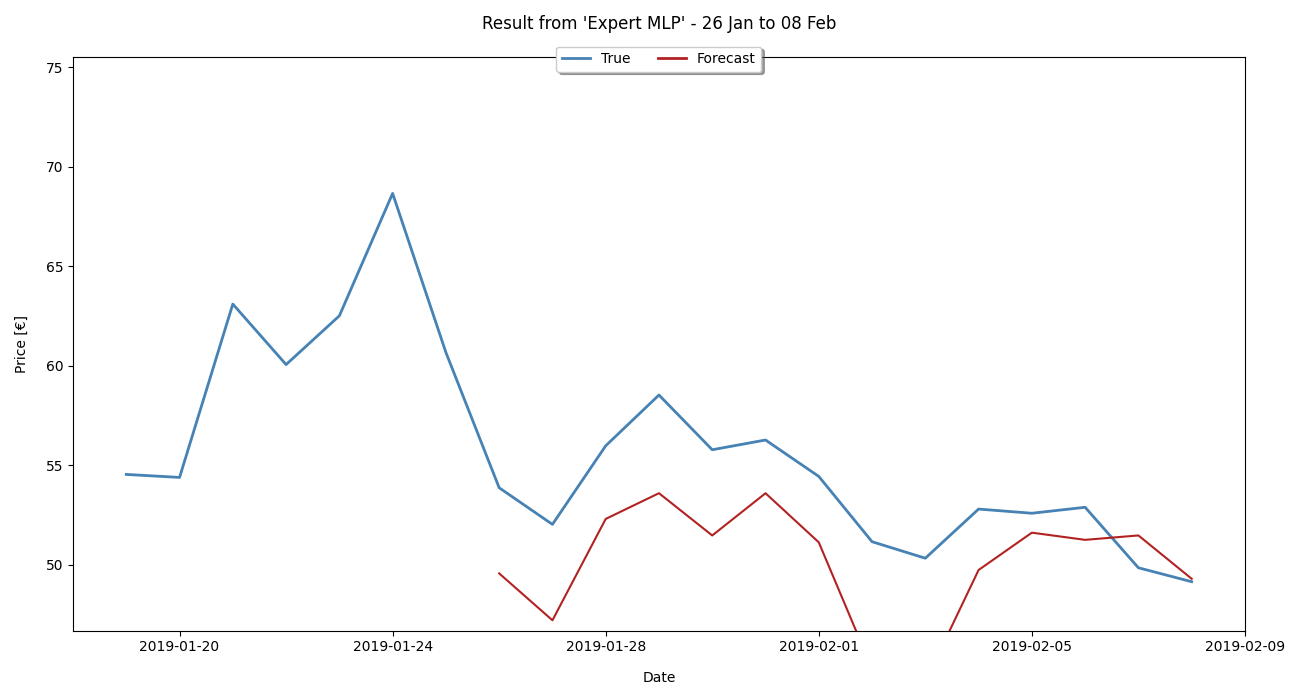 Result from 'Expert MLP' - 26 Jan to 08 Feb
True Forecast
75
70
65
60
55
50
Price [€]
2019-01-20 2019-01-24 2019-01-28 2019-02-01 2019-02-05 2019-02-09
Date